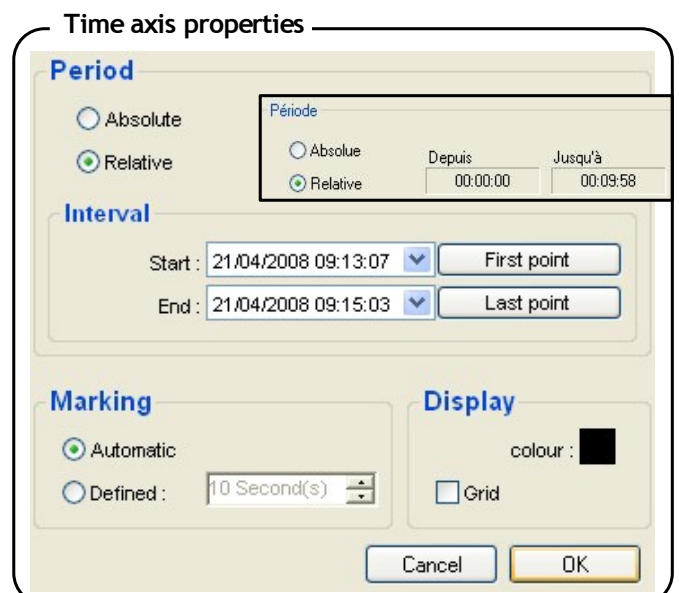 Time axis properties
Period
Absolute
Relative
Période
Absolue
Relative
Depuis
00:00:00
Jusqu'à
00:09:58
Interval
Start : 21/04/2008 09:13:07 First point
End : 21/04/2008 09:15:03 Last point
Marking
Automatic
Defined : 10 Second(s)
Display
colour :
Grid
Cancel OK